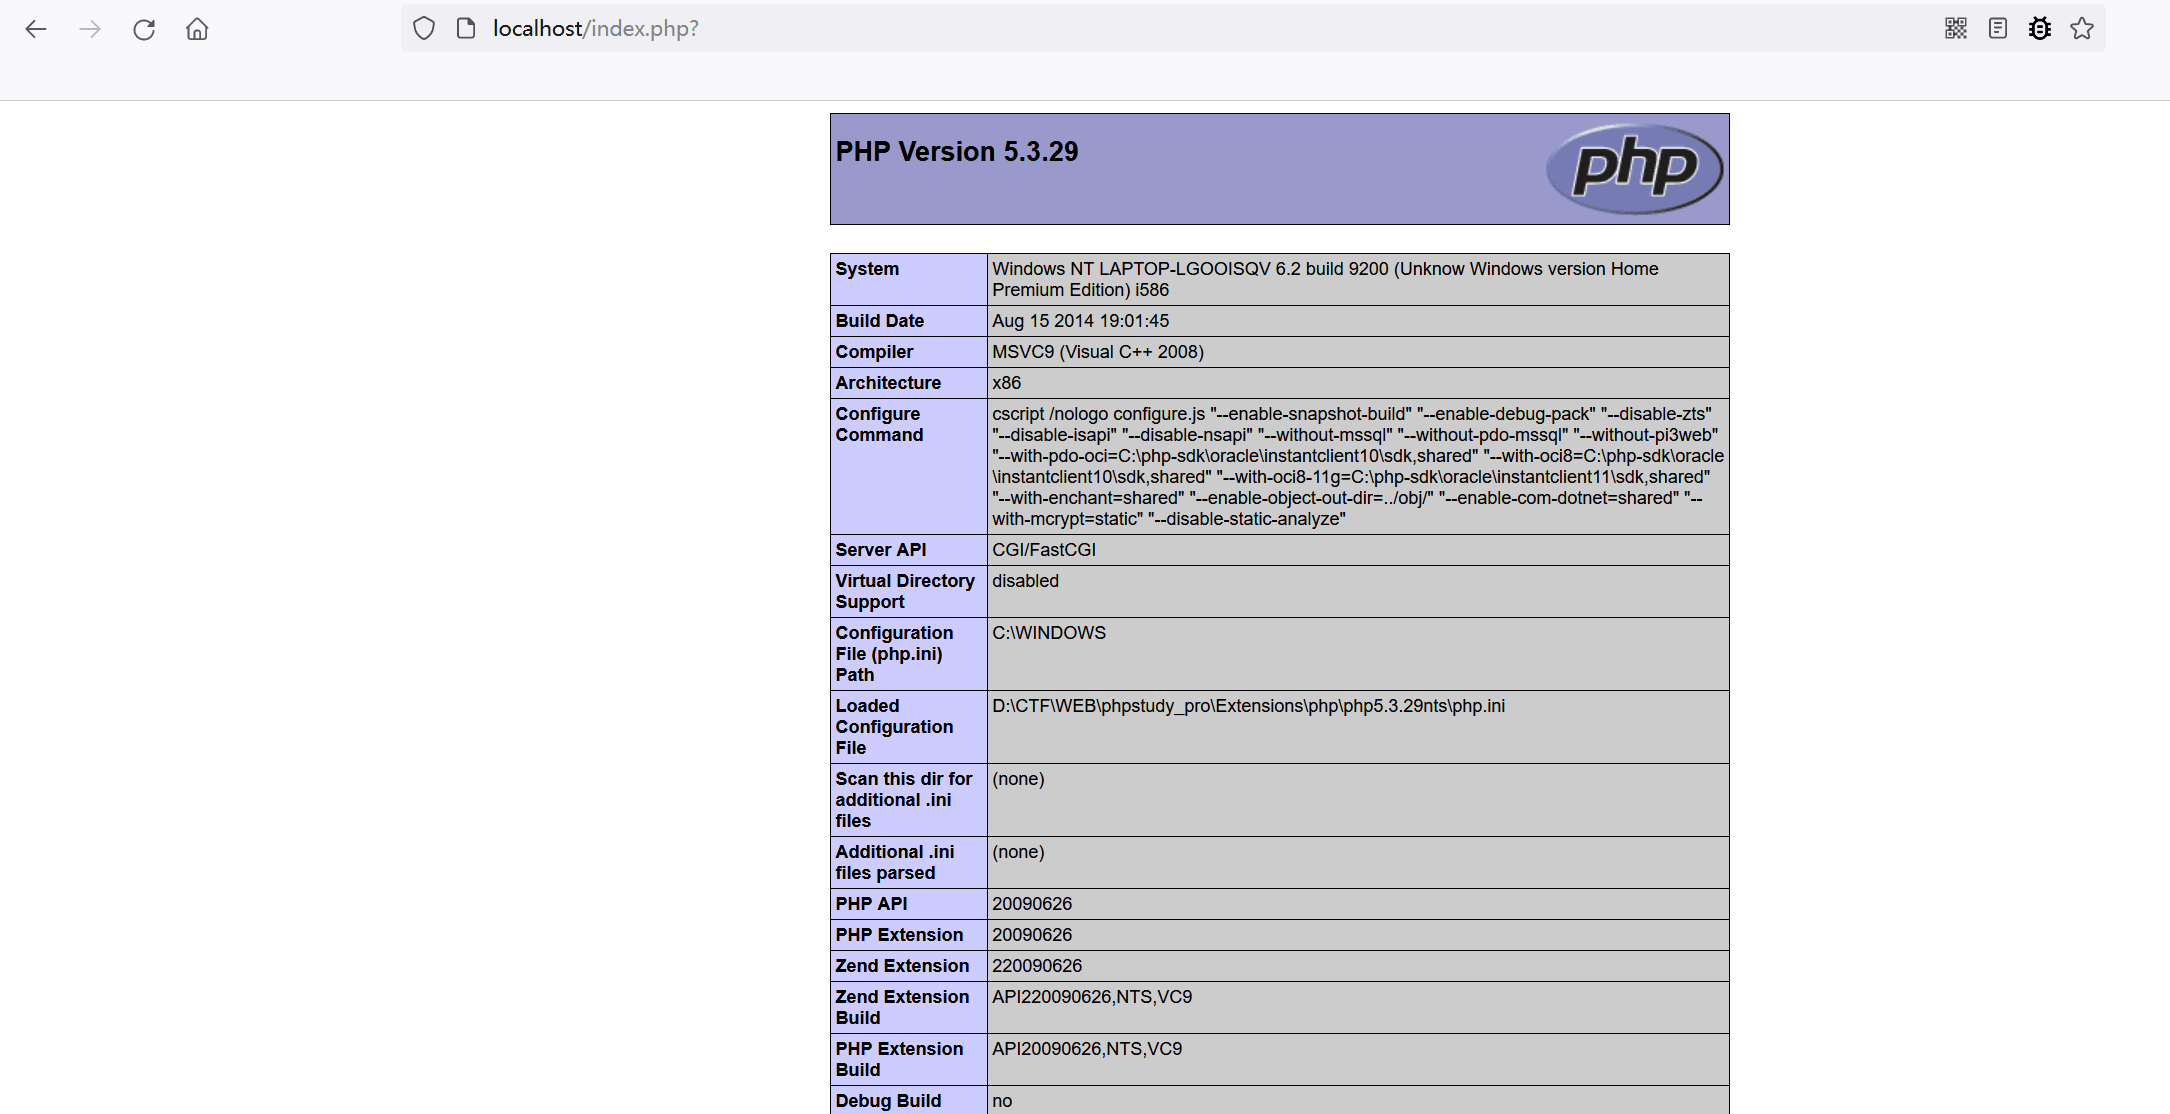 localhost/index.php?
PHP Version 5.3.29
php
System
Windows NT LAPTOP-LGOOISQV 6.2 build 9200 (Unknow Windows version Home
Premium Edition) i586
Build Date
Aug 15 2014 19:01:45
Compiler
MSVC9 (Visual C++ 2008)
Architecture
x86
Configure
Command
cscript /nologo configure.js "--enable-snapshot-build" "--enable-debug-pack" "--disable-zts"
"--disable-isapi" "--disable-nsapi" "--without-mssql" "--without-pdo-mssql" "--without-pi3web"
"--with-pdo-oci=C:\php-sdk\oracle\instantclient10\sdk,shared" "--with-oci8=C:\php-sdk\oracle
\instantclient10\sdk,shared" "--with-oci8-11g=C:\php-sdk\oracle\instantclient11\sdk,shared"
"--with-enchant=shared" "--enable-object-out-dir=../obj/" "--enable-com-dotnet=shared" "--
with-mcrypt=static" "--disable-static-analyze"
Server API
CGI/FastCGI
Virtual Directory
Support
disabled
Configuration
File (php.ini)
Path
C:\WINDOWS
Loaded
Configuration
File
D:\CTF\WEB\phpstudy_pro\Extensions\php\php5.3.29nts\php.ini
Scan this dir for
additional .ini
files
(none)
Additional .ini
files parsed
(none)
PHP API
20090626
PHP Extension
20090626
Zend Extension
220090626
Zend Extension
Build
API220090626,NTS,VC9
PHP Extension
Build
API20090626,NTS,VC9
Debug Build
no